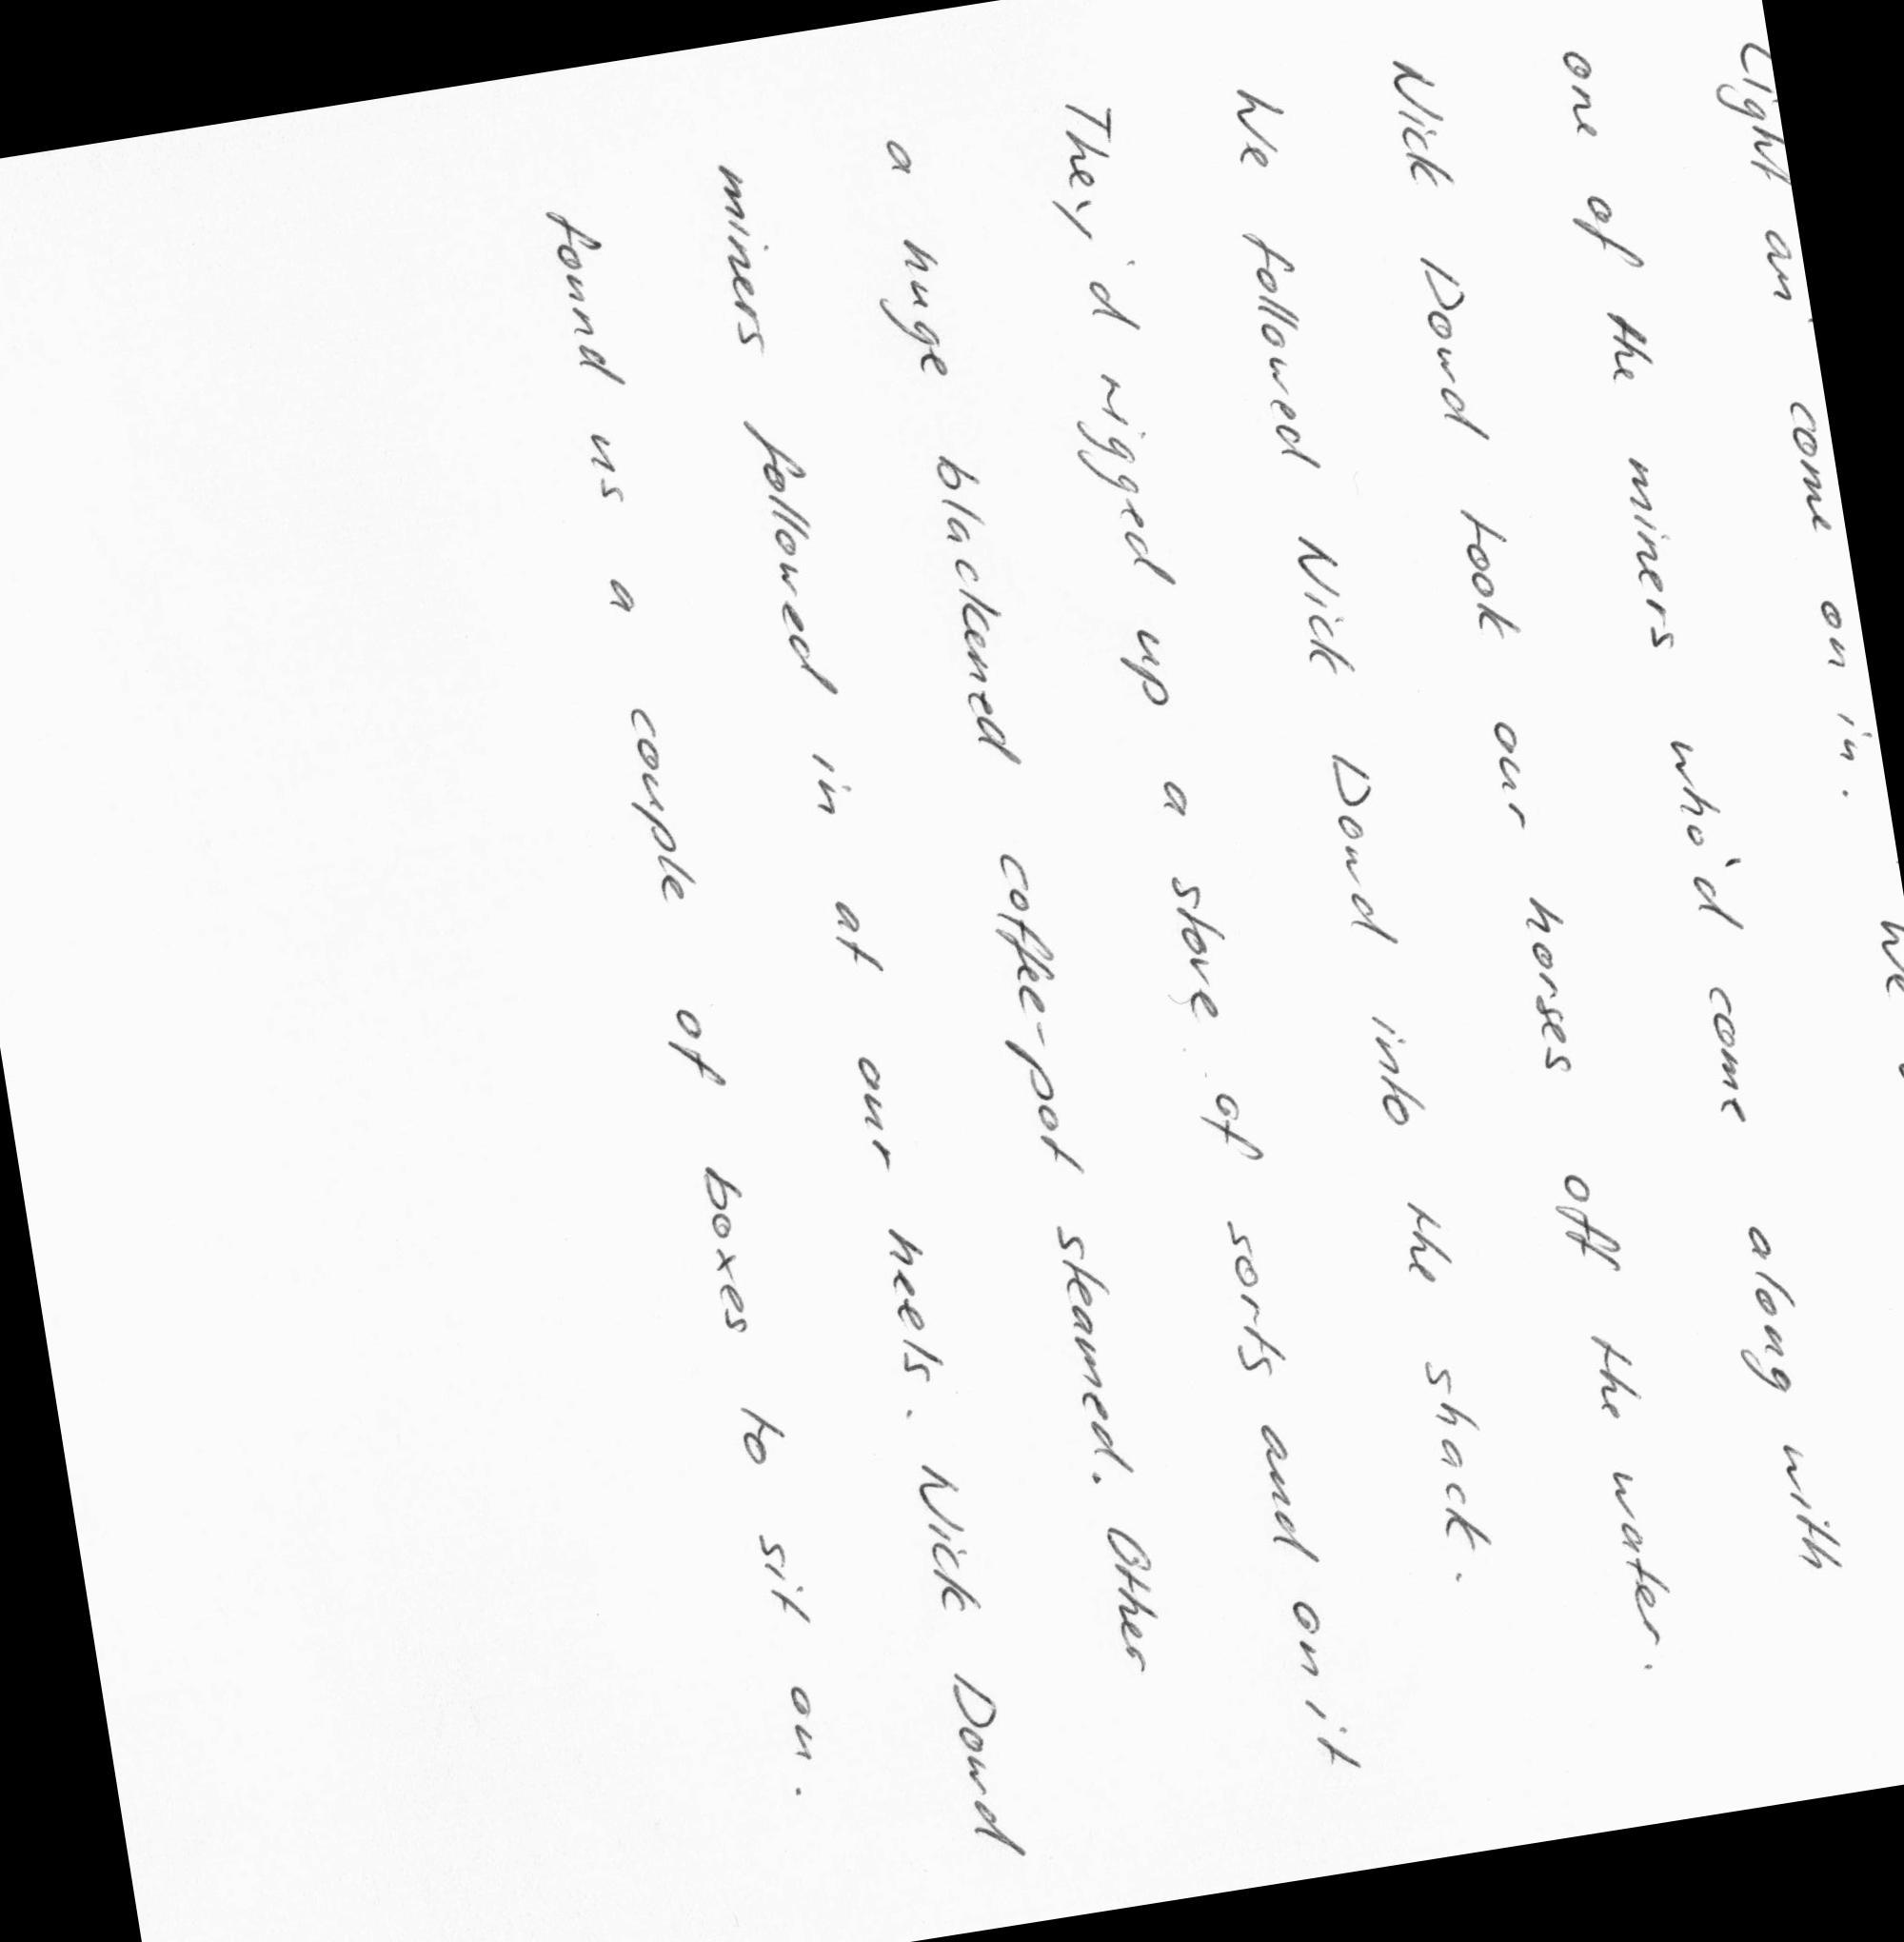 Light an' come on in. We
one of the miners who'd come along with
Nick Dowd took our horses off the water.
We followed Nick Dowd into the shack.
They'd rigged up a stove of sorts and on it
a huge blackened coffee-pot steamed. Other
miners followed in at our heels. Nick Dowd
found us a couple of boxes to sit on.